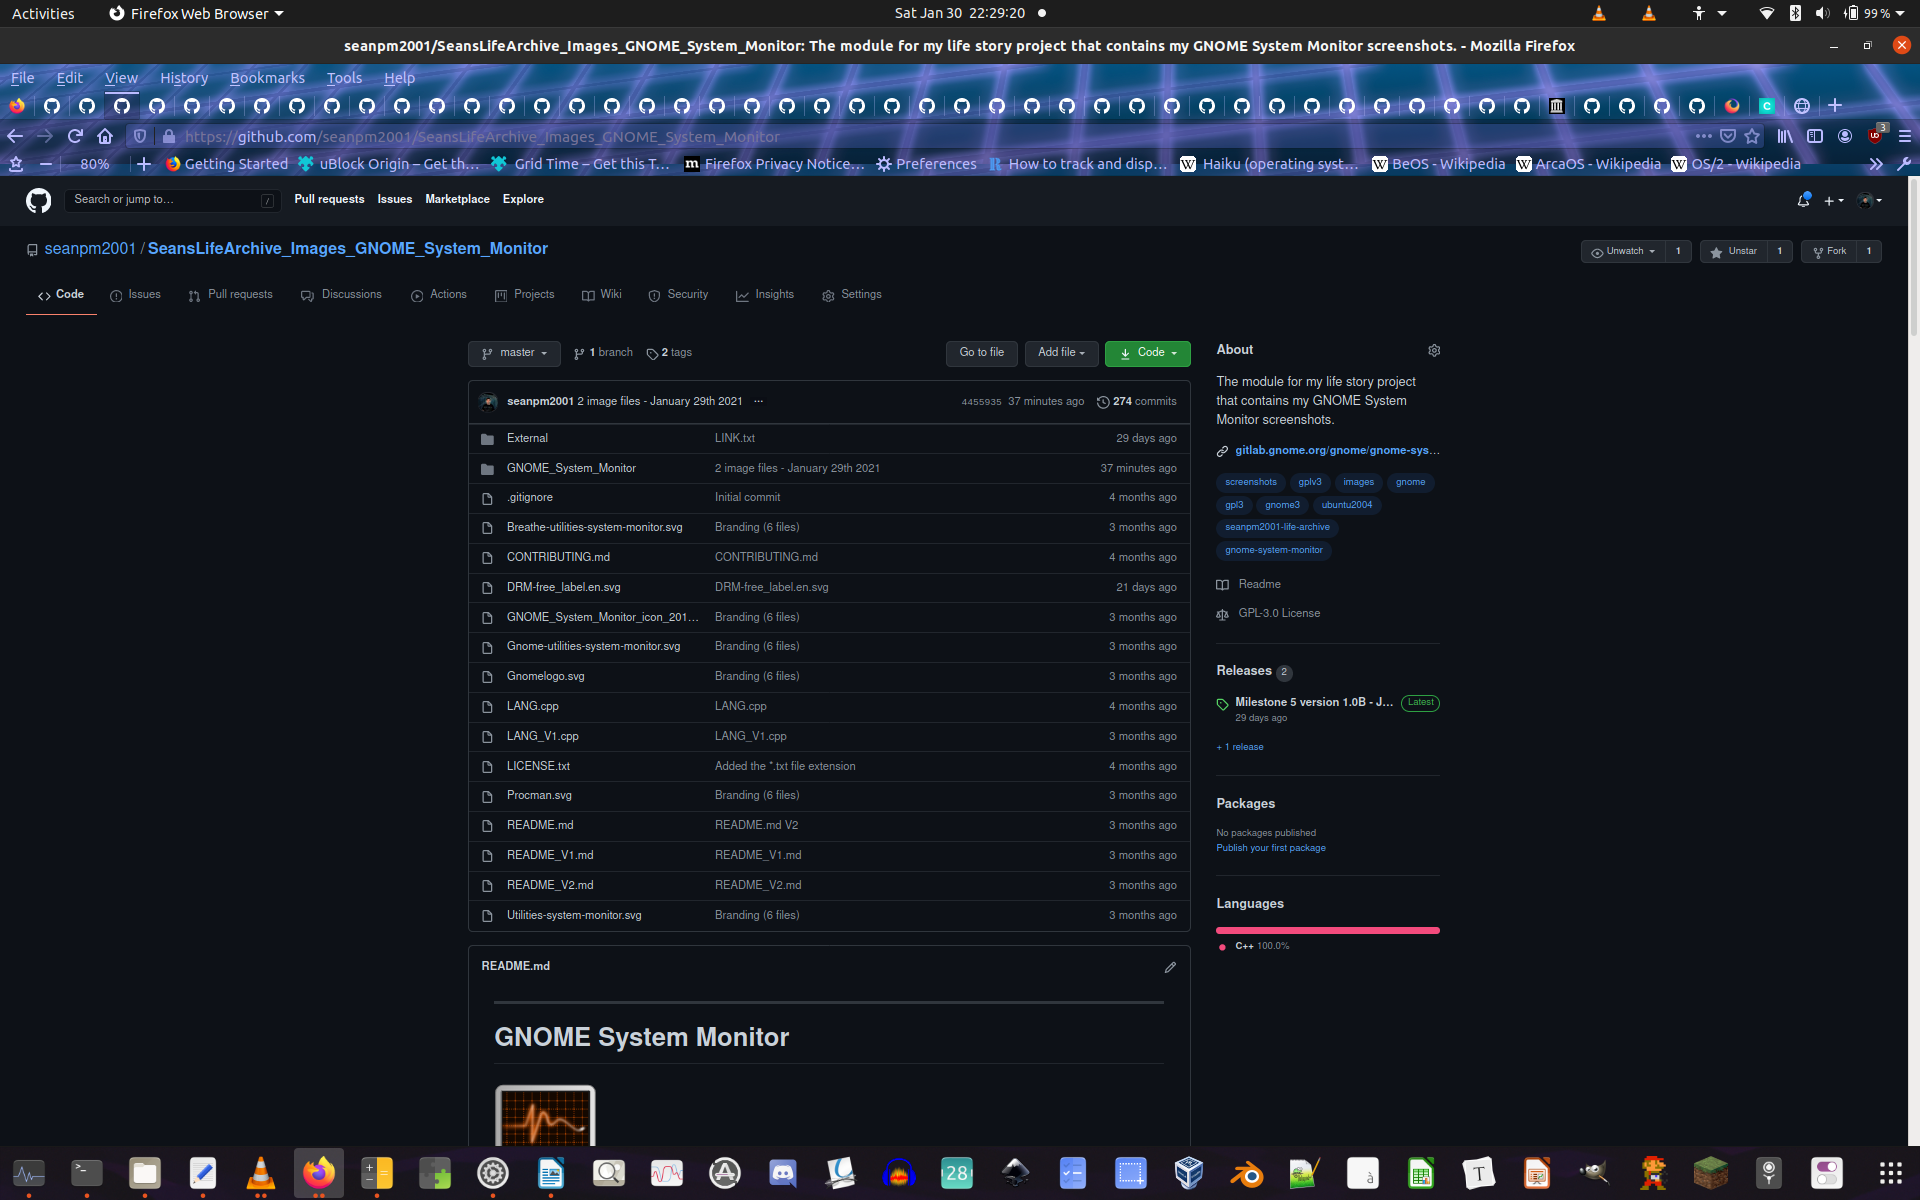 Activities
Firefox Web Browser
Sat Jan 30 22:29:20
99 %
seanpm2001/SeansLifeArchive_Images_GNOME_System_Monitor: The module for my life story project that contains my GNOME System Monitor screenshots. - Mozilla Firefox
File Edit View History Bookmarks Tools Help
https://github.com/seanpm2001/SeansLifeArchive_Images_GNOME_System_Monitor
3
80%
Getting Started
uBlock Origin – Get th…
Grid Time – Get this T…
Firefox Privacy Notice…
Preferences
How to track and disp…
Haiku (operating syst…
BeOS - Wikipedia
ArcaOS - Wikipedia
OS/2 - Wikipedia
Search or jump to…
/
Pull requests Issues Marketplace Explore
seanpm2001 / SeansLifeArchive_Images_GNOME_System_Monitor
Unwatch 1
Unstar 1
Fork 1
Code Issues Pull requests Discussions Actions Projects Wiki Security Insights Settings
master
1 branch
2 tags
Go to file
Add file
Code
seanpm2001 2 image files - January 29th 2021 ···
4455935 37 minutes ago
274 commits
External LINK.txt 29 days ago
GNOME_System_Monitor 2 image files - January 29th 2021 37 minutes ago
.gitignore Initial commit 4 months ago
Breathe-utilities-system-monitor.svg Branding (6 files) 3 months ago
CONTRIBUTING.md CONTRIBUTING.md 4 months ago
DRM-free_label.en.svg DRM-free_label.en.svg 21 days ago
GNOME_System_Monitor_icon_201… Branding (6 files) 3 months ago
Gnome-utilities-system-monitor.svg Branding (6 files) 3 months ago
Gnomelogo.svg Branding (6 files) 3 months ago
LANG.cpp LANG.cpp 4 months ago
LANG_V1.cpp LANG_V1.cpp 3 months ago
LICENSE.txt Added the *.txt file extension 4 months ago
Procman.svg Branding (6 files) 3 months ago
README.md README.md V2 3 months ago
README_V1.md README_V1.md 3 months ago
README_V2.md README_V2.md 3 months ago
Utilities-system-monitor.svg Branding (6 files) 3 months ago
README.md
GNOME System Monitor
About
The module for my life story project
that contains my GNOME System
Monitor screenshots.
gitlab.gnome.org/gnome/gnome-sys…
screenshots gplv3 images gnome
gpl3 gnome3 ubuntu2004
seanpm2001-life-archive
gnome-system-monitor
Readme
GPL-3.0 License
Releases 2
Milestone 5 version 1.0B - J… Latest
29 days ago
+ 1 release
Packages
No packages published
Publish your first package
Languages
C++ 100.0%
28